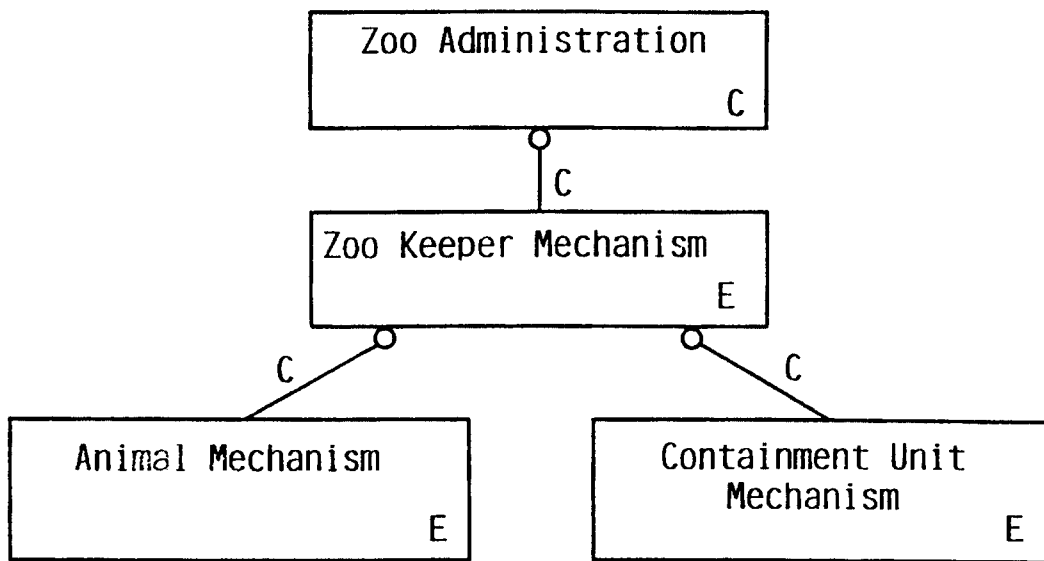 Zoo Administration
C
C
Zoo Keeper Mechanism
E
C
C
Animal Mechanism
E
Containment Unit
Mechanism
E